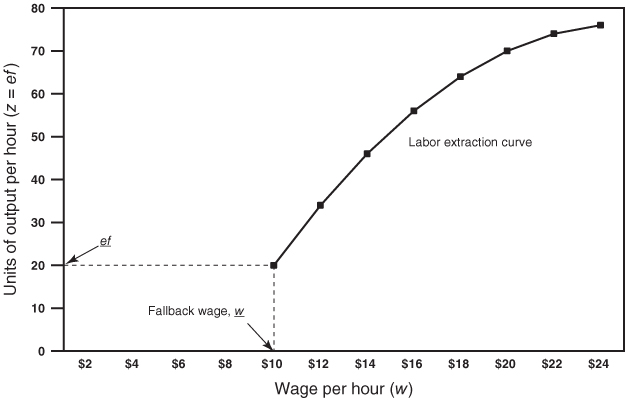 80
70
60
50
40
30
20
10
0
Units of output per hour (z = ef)
Labor extraction curve
ef
Fallback wage, w
$2 $4 $6 $8 $10 $12 $14 $16 $18 $20 $22 $24
Wage per hour (w)